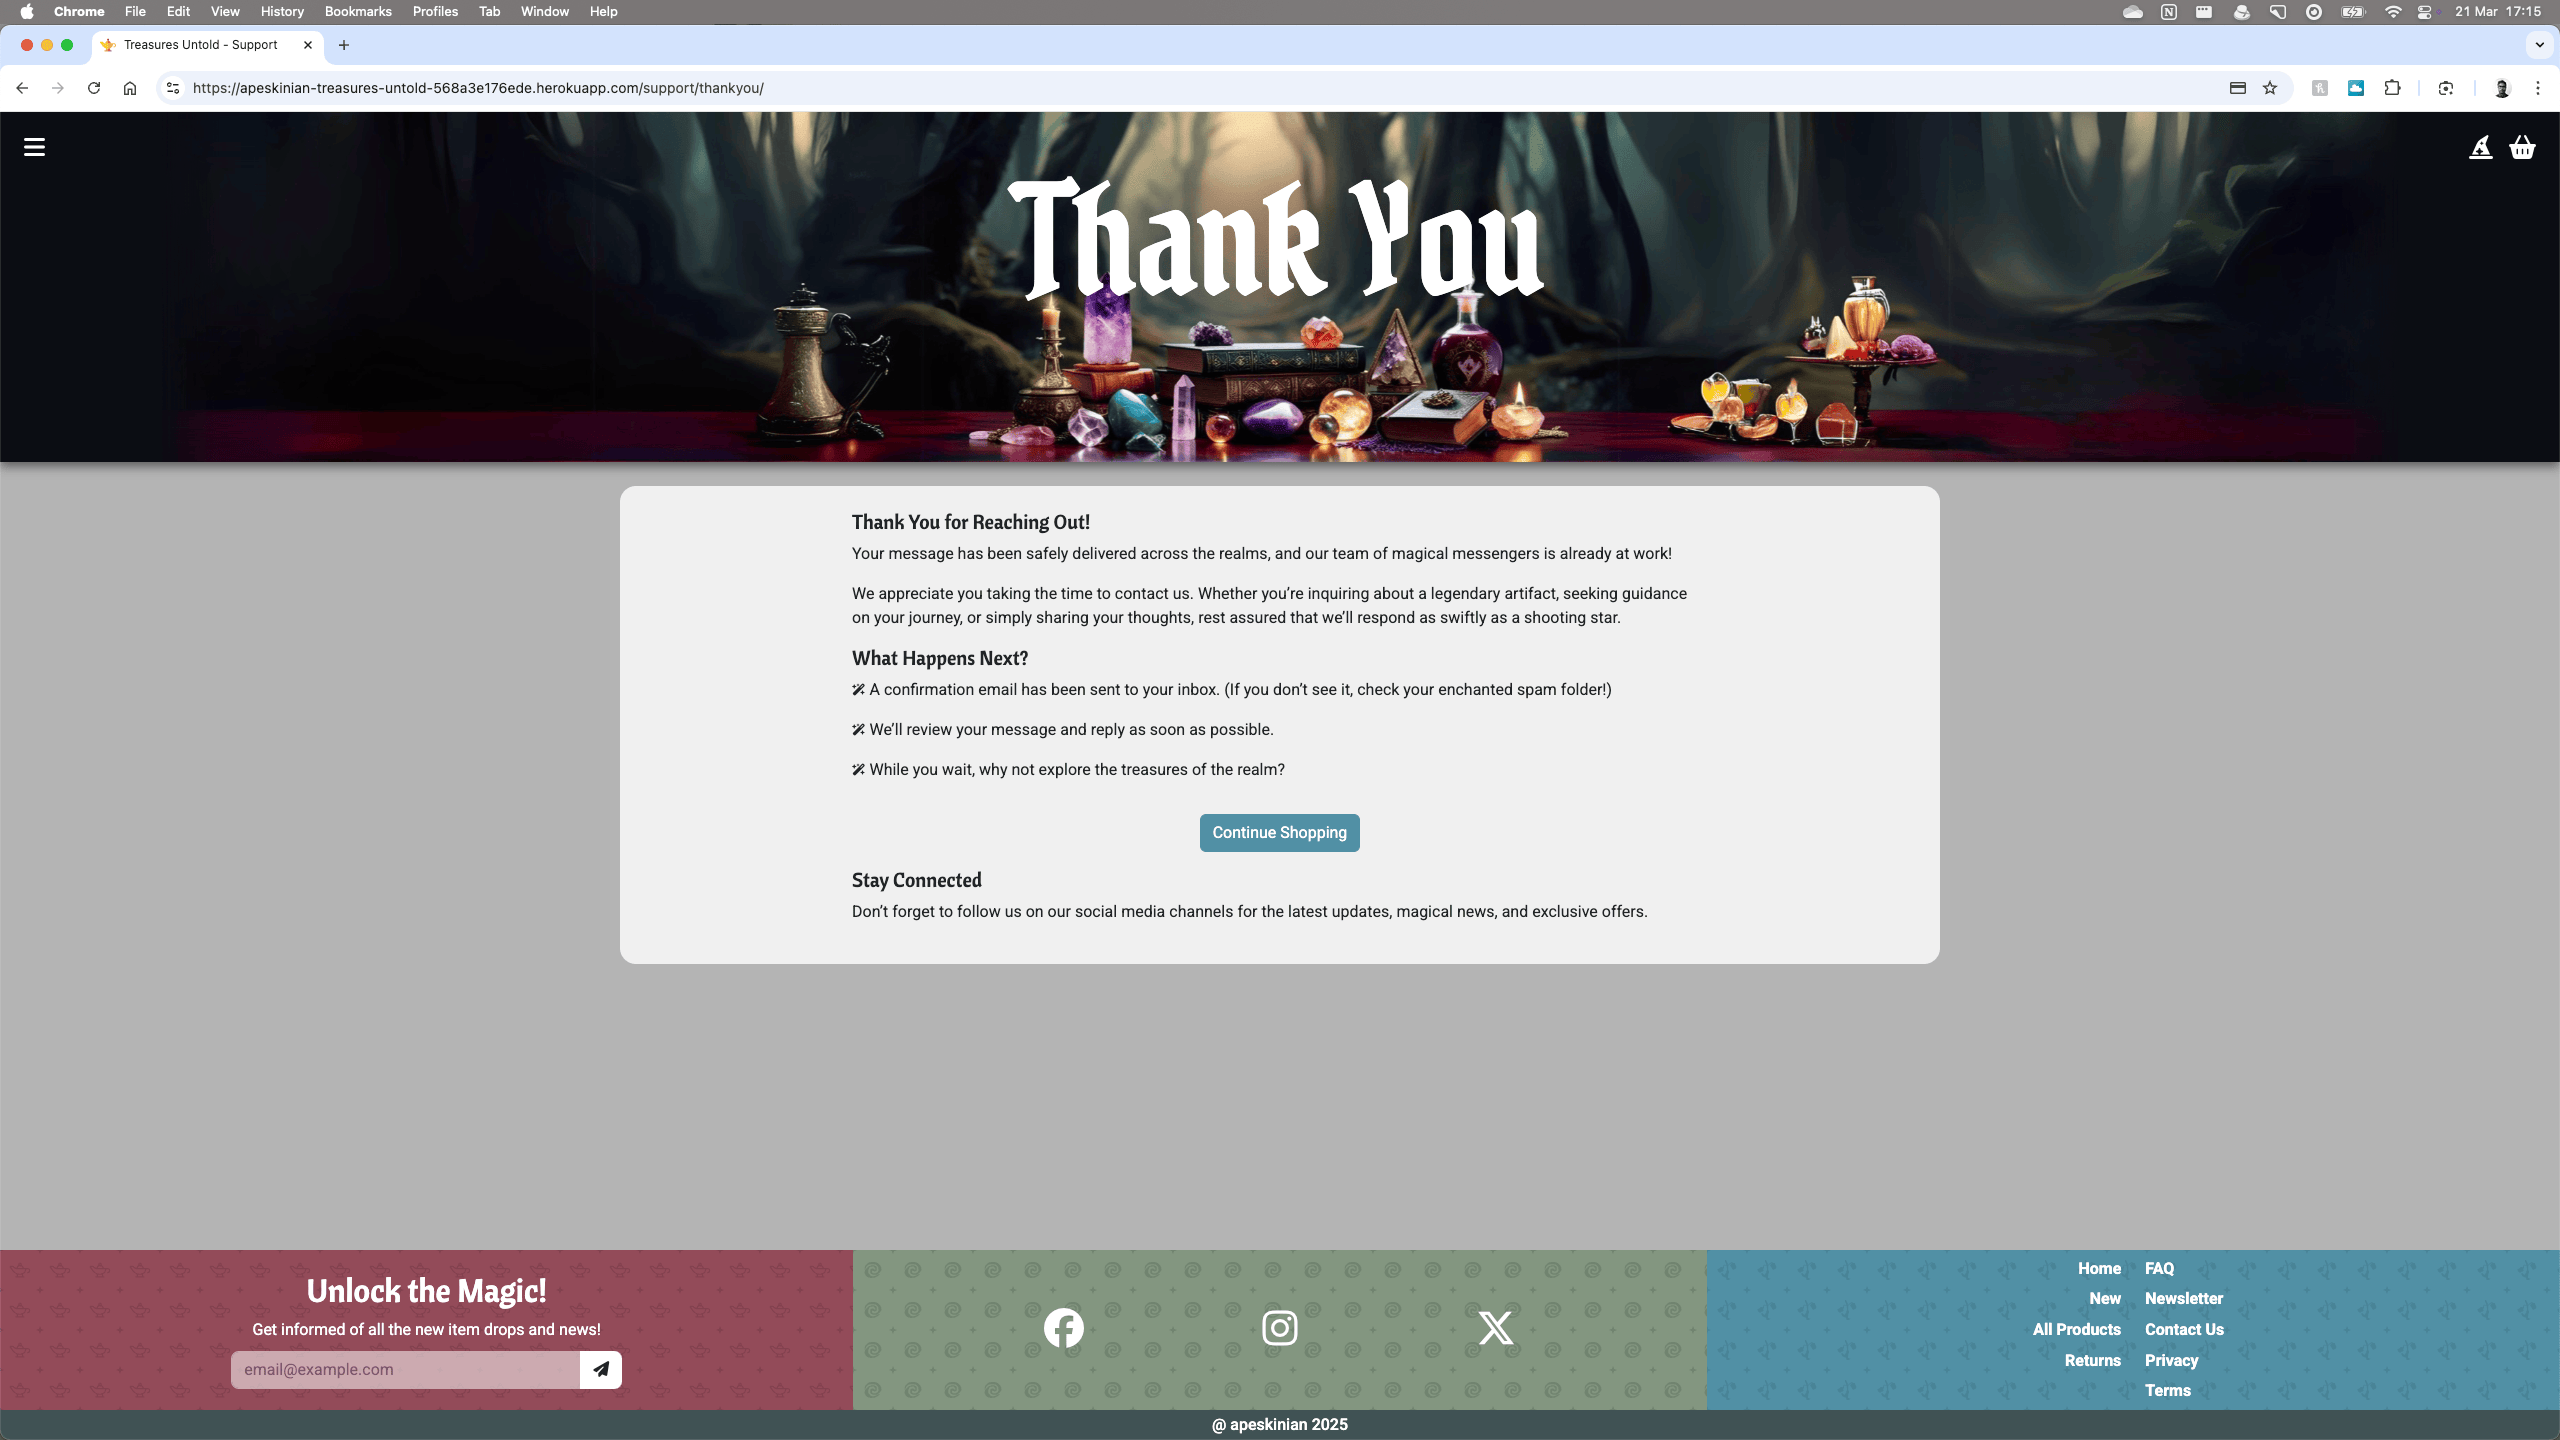 Chrome File Edit View History Bookmarks Profiles Tab Window Help 21 Mar 17:15
Treasures Untold - Support
https://apeskinian-treasures-untold-568a3e176ede.herokuapp.com/support/thankyou/
Thank You
Thank You for Reaching Out!
Your message has been safely delivered across the realms, and our team of magical messengers is already at work!
We appreciate you taking the time to contact us. Whether you’re inquiring about a legendary artifact, seeking guidance
on your journey, or simply sharing your thoughts, rest assured that we’ll respond as swiftly as a shooting star.
What Happens Next?
A confirmation email has been sent to your inbox. (If you don’t see it, check your enchanted spam folder!)
We’ll review your message and reply as soon as possible.
While you wait, why not explore the treasures of the realm?
Continue Shopping
Stay Connected
Don’t forget to follow us on our social media channels for the latest updates, magical news, and exclusive offers.
Unlock the Magic!
Get informed of all the new item drops and news!
email@example.com
Home FAQ
New Newsletter
All Products Contact Us
Returns Privacy
Terms
@ apeskinian 2025